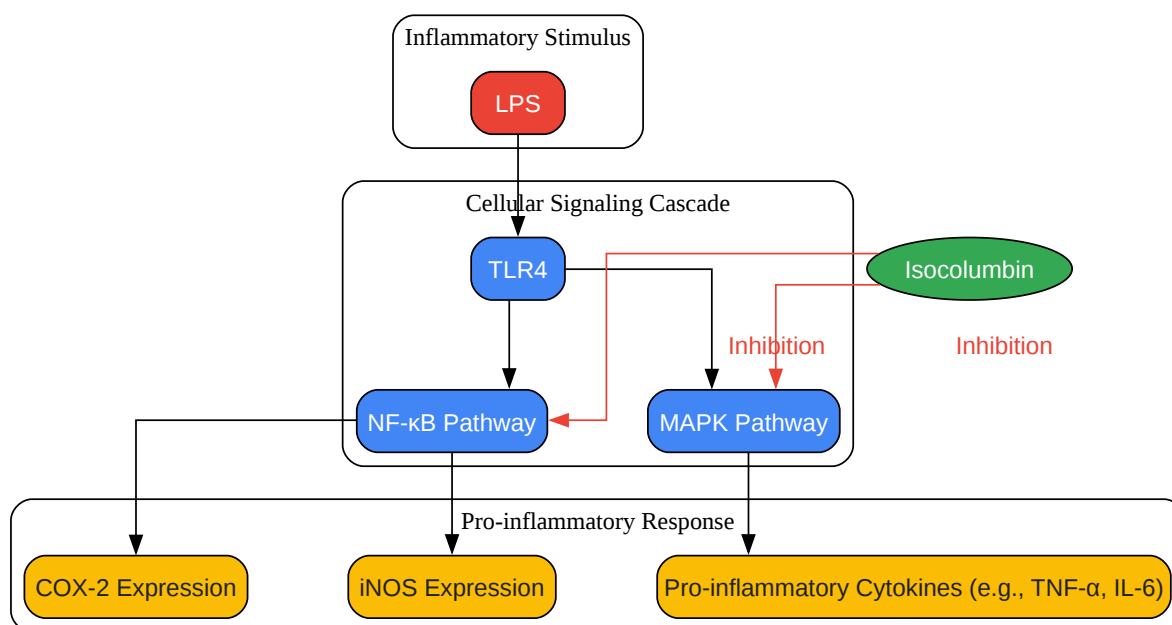 Inflammatory Stimulus
LPS
Cellular Signaling Cascade
TLR4
Isocolumbin
Inhibition
Inhibition
NF-κB Pathway
MAPK Pathway
Pro-inflammatory Response
COX-2 Expression
iNOS Expression
Pro-inflammatory Cytokines (e.g., TNF-α, IL-6)